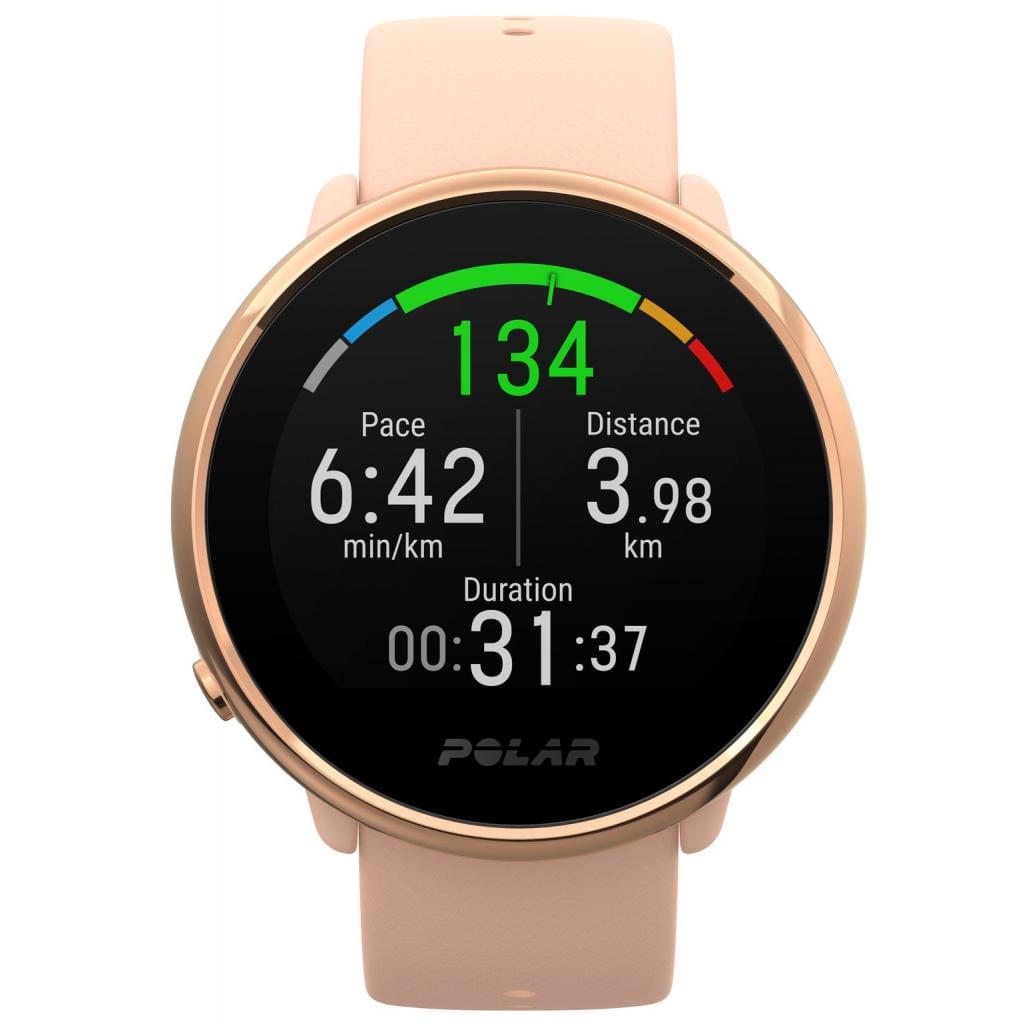 134
Pace Distance
6:42 3.98
min/km km
Duration
00:31:37
POLAR